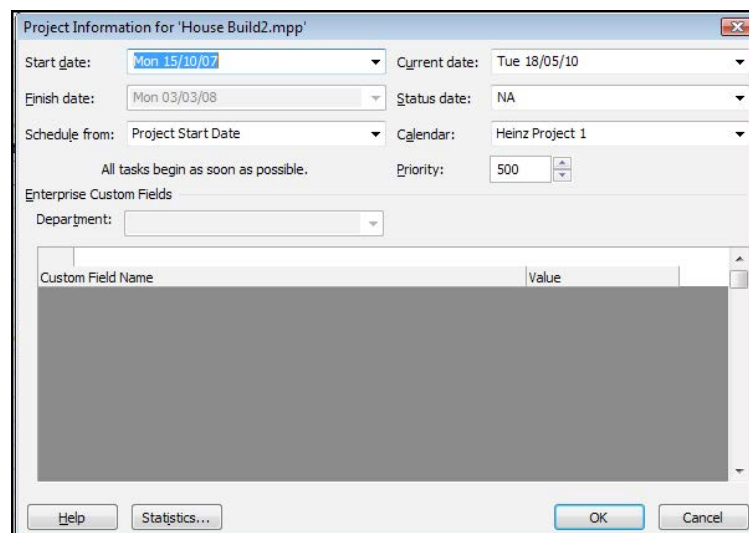 Project Information for 'House Build2.mpp'
Start date: Mon 15/10/07 Current date: Tue 18/05/10
Finish date: Mon 03/03/08 Status date: NA
Schedule from: Project Start Date Calendar: Heinz Project 1
All tasks begin as soon as possible. Priority: 500
Enterprise Custom Fields
Department:
Custom Field Name Value
Help Statistics... OK Cancel